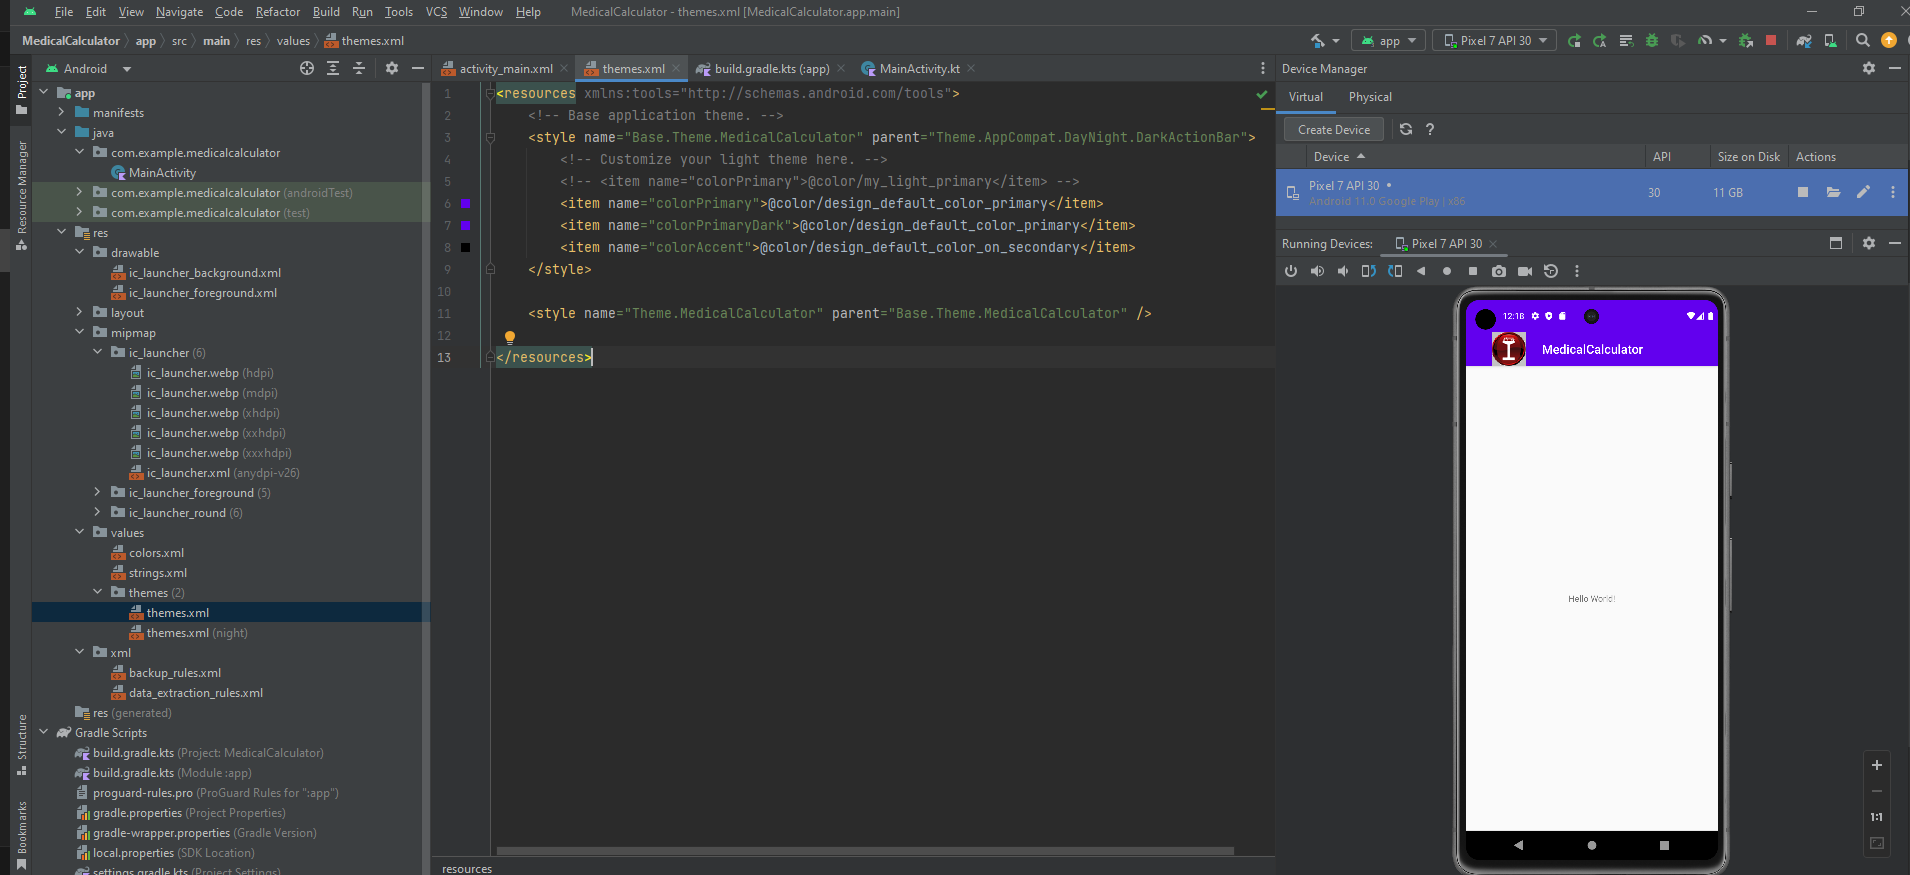 File Edit View Navigate Code Refactor Build Run Tools VCS Window Help MedicalCalculator - themes.xml [MedicalCalculator.app.main]
MedicalCalculator app src main res values themes.xml app Pixel 7 API 30
Project
Resource Manager
Structure
Bookmarks
Android
app
manifests
java
com.example.medicalcalculator
MainActivity
com.example.medicalcalculator (androidTest)
com.example.medicalcalculator (test)
res
drawable
ic_launcher_background.xml
ic_launcher_foreground.xml
layout
mipmap
ic_launcher (6)
ic_launcher.webp (hdpi)
ic_launcher.webp (mdpi)
ic_launcher.webp (xhdpi)
ic_launcher.webp (xxhdpi)
ic_launcher.webp (xxxhdpi)
ic_launcher.xml (anydpi-v26)
ic_launcher_foreground (5)
ic_launcher_round (6)
values
colors.xml
strings.xml
themes (2)
themes.xml
themes.xml (night)
xml
backup_rules.xml
data_extraction_rules.xml
res (generated)
Gradle Scripts
build.gradle.kts (Project: MedicalCalculator)
build.gradle.kts (Module :app)
proguard-rules.pro (ProGuard Rules for ":app")
gradle.properties (Project Properties)
gradle-wrapper.properties (Gradle Version)
local.properties (SDK Location)
settings.gradle.kts (Project Settings)
activity_main.xml themes.xml build.gradle.kts (:app) MainActivity.kt
1 <resources xmlns:tools="http://schemas.android.com/tools">
2 <!-- Base application theme. -->
3 <style name="Base.Theme.MedicalCalculator" parent="Theme.AppCompat.DayNight.DarkActionBar">
4 <!-- Customize your light theme here. -->
5 <!-- <item name="colorPrimary">@color/my_light_primary</item> -->
6 <item name="colorPrimary">@color/design_default_color_primary</item>
7 <item name="colorPrimaryDark">@color/design_default_color_primary</item>
8 <item name="colorAccent">@color/design_default_color_on_secondary</item>
9 </style>
10
11 <style name="Theme.MedicalCalculator" parent="Base.Theme.MedicalCalculator" />
12
13 </resources>
resources
Device Manager
Virtual Physical
Create Device ?
Device API Size on Disk Actions
Pixel 7 API 30 30 11 GB
Android 11.0 Google Play | x86
Running Devices: Pixel 7 API 30
12:18
MedicalCalculator
Hello World!
1:1